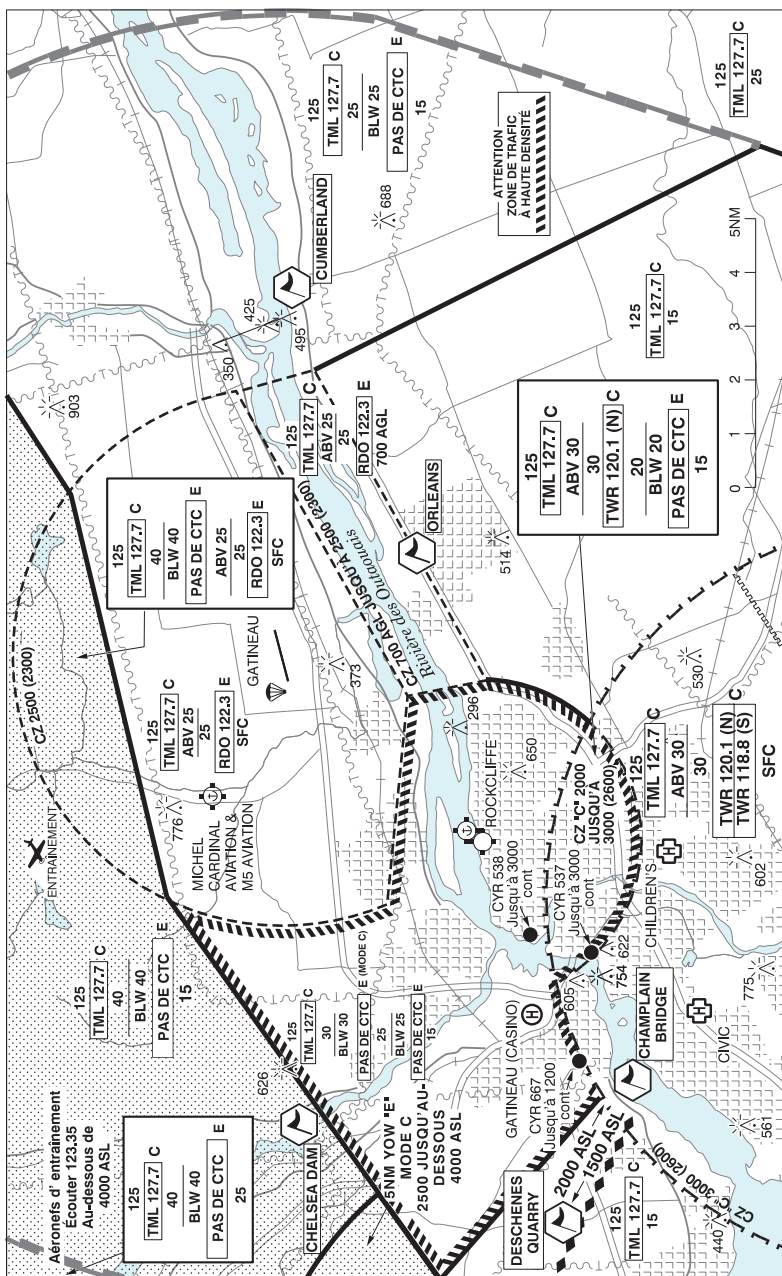 Aéronefs d' entraînement
Écouter 123.35
Au-dessous de
4000 ASL
125
TML 127.7 C
40
BLW 40
PAS DE CTC E
25
CHELSEA DAM
5NM YOW "E"
MODE C
2500 JUSQU'AU-
DESSOUS
4000 ASL
DESCHENES
QUARRY
2000 ASL
1500 ASL
125
TML 127.7 C
15
440
CZ "C"
3000 (2600)
561
626
125
TML 127.7 C
40
BLW 40
PAS DE CTC E
15
125
TML 127.7 C
30
BLW 30
PAS DE CTC E (MODE C)
25
BLW 25
PAS DE CTC E
15
GATINEAU (CASINO)
H
CYR 667
Jusqu'à 1200
cont
CHAMPLAIN
BRIDGE
CIVIC
H
775
605
754
622
CYR 538
Jusqu'à 3000
cont
CYR 537
Jusqu'à 3000
cont
CHILDREN'S
H
602
ENTRAÎNEMENT
CZ 2500 (2300)
776
MICHEL
CARDINAL
AVIATION &
M5 AVIATION
125
TML 127.7 C
ABV 25
25
RDO 122.3 E
SFC
GATINEAU
373
125
TML 127.7 C
40
BLW 40
PAS DE CTC E
ABV 25
25
RDO 122.3 E
SFC
903
CZ 700 AGL JUSQU'À 2500 (2300)
Rivière des Outaouais
296
ROCKCLIFFE
650
CZ "C" 2000
JUSQU'À
3000 (2600)
125
TML 127.7 C
ABV 30
30
TWR 120.1 (N) C
TWR 118.8 (S)
SFC
530
514
ORLEANS
125
TML 127.7 C
ABV 25
25
RDO 122.3 E
700 AGL
350
425
495
CUMBERLAND
688
125
TML 127.7 C
ABV 30
30
TWR 120.1 (N) C
20
BLW 20
PAS DE CTC E
15
125
TML 127.7 C
15
0 1 2 3 4 5NM
125
TML 127.7 C
25
BLW 25
PAS DE CTC E
15
ATTENTION
ZONE DE TRAFIC
À HAUTE DENSITÉ
125
TML 127.7 C
25